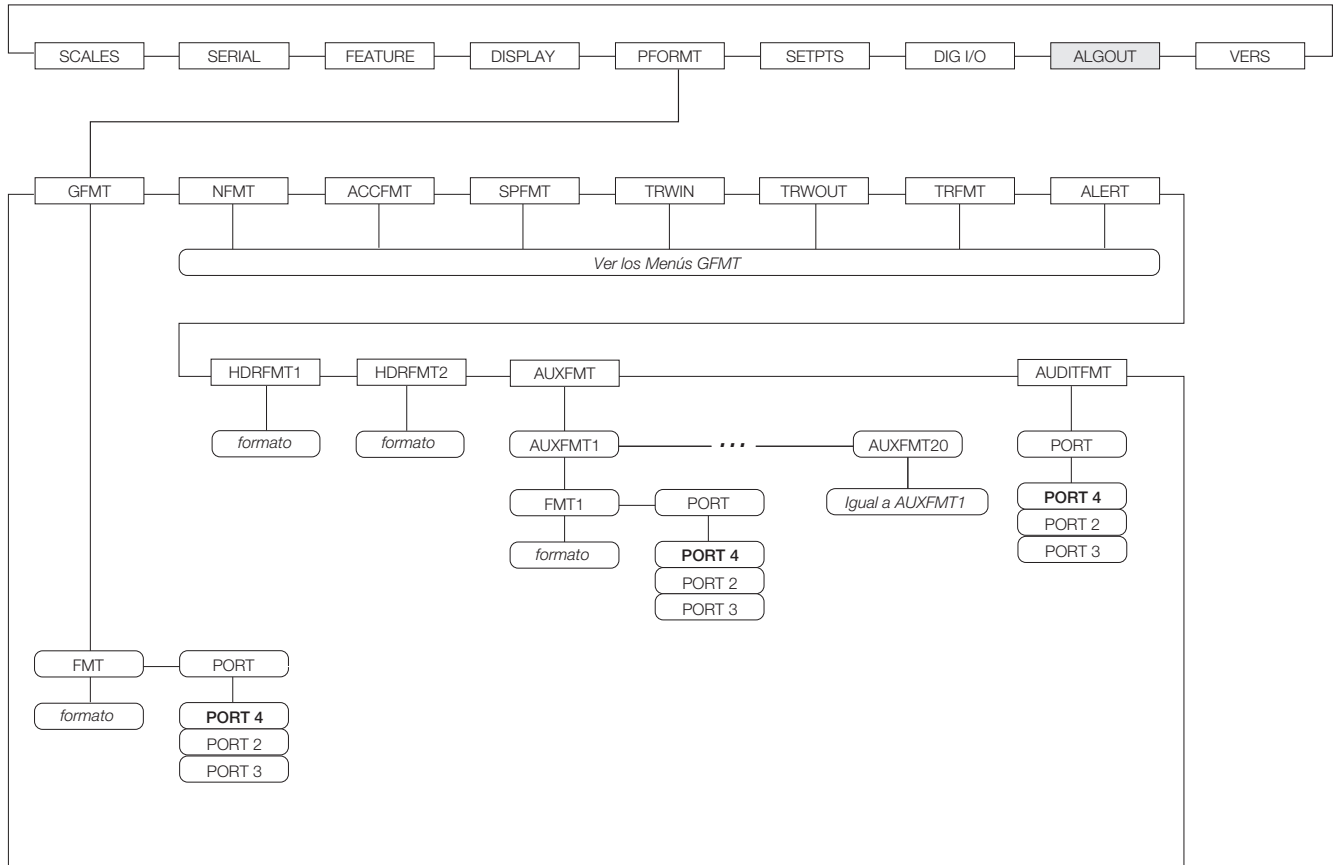 SCALES SERIAL FEATURE DISPLAY PFORMT SETPTS DIG I/O ALGOUT VERS
GFMT NFMT ACCFMT SPFMT TRWIN TRWOUT TRFMT ALERT
Ver los Menús GFMT
HDRFMT1 HDRFMT2 AUXFMT AUDITFMT
formato formato AUXFMT1 ... AUXFMT20 PORT
FMT1 PORT Igual a AUXFMT1 PORT 4
PORT 2
formato PORT 4 PORT 3
PORT 2
PORT 3
FMT PORT
formato PORT 4
PORT 2
PORT 3